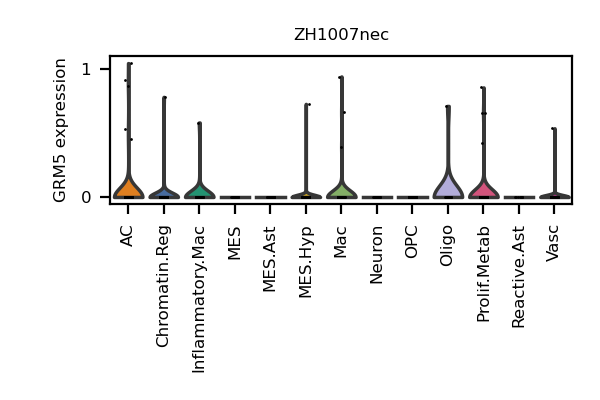 ZH1007nec
GRM5 expression
1
0
AC
Chromatin.Reg
Inflammatory.Mac
MES
MES.Ast
MES.Hyp
Mac
Neuron
OPC
Oligo
Prolif.Metab
Reactive.Ast
Vasc